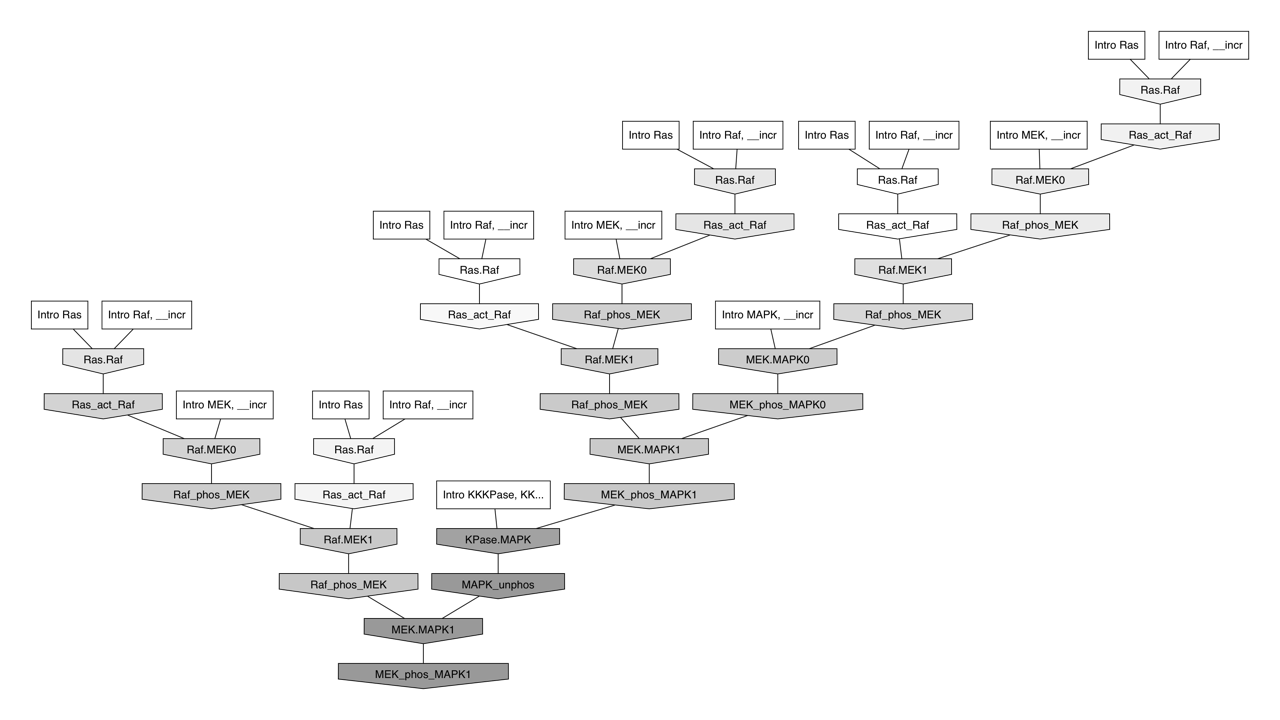 Intro Ras
Intro Raf, __incr
Ras.Raf
Intro Ras
Intro Raf, __incr
Intro Ras
Intro Raf, __incr
Intro MEK, __incr
Ras_act_Raf
Ras.Raf
Ras.Raf
Raf.MEK0
Intro Ras
Intro Raf, __incr
Intro MEK, __incr
Ras_act_Raf
Ras_act_Raf
Raf_phos_MEK
Ras.Raf
Raf.MEK0
Raf.MEK1
Intro Ras
Intro Raf, __incr
Ras_act_Raf
Raf_phos_MEK
Intro MAPK, __incr
Raf_phos_MEK
Ras.Raf
Raf.MEK1
MEK.MAPK0
Ras_act_Raf
Intro MEK, __incr
Intro Ras
Intro Raf, __incr
Raf_phos_MEK
MEK_phos_MAPK0
Raf.MEK0
Ras.Raf
MEK.MAPK1
Raf_phos_MEK
Ras_act_Raf
Intro KKKPase, KK...
MEK_phos_MAPK1
Raf.MEK1
KPase.MAPK
Raf_phos_MEK
MAPK_unphos
MEK.MAPK1
MEK_phos_MAPK1